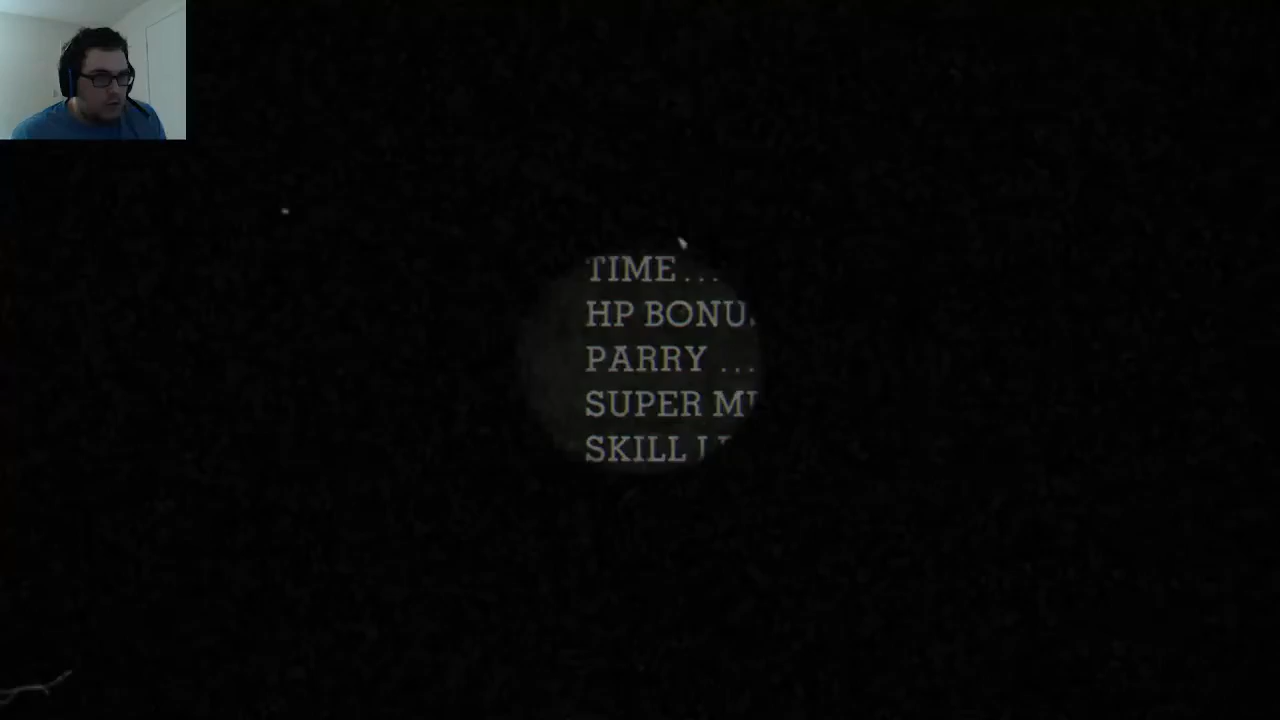 TIME...
HP BONU
PARRY ...
SUPER M
SKILL L